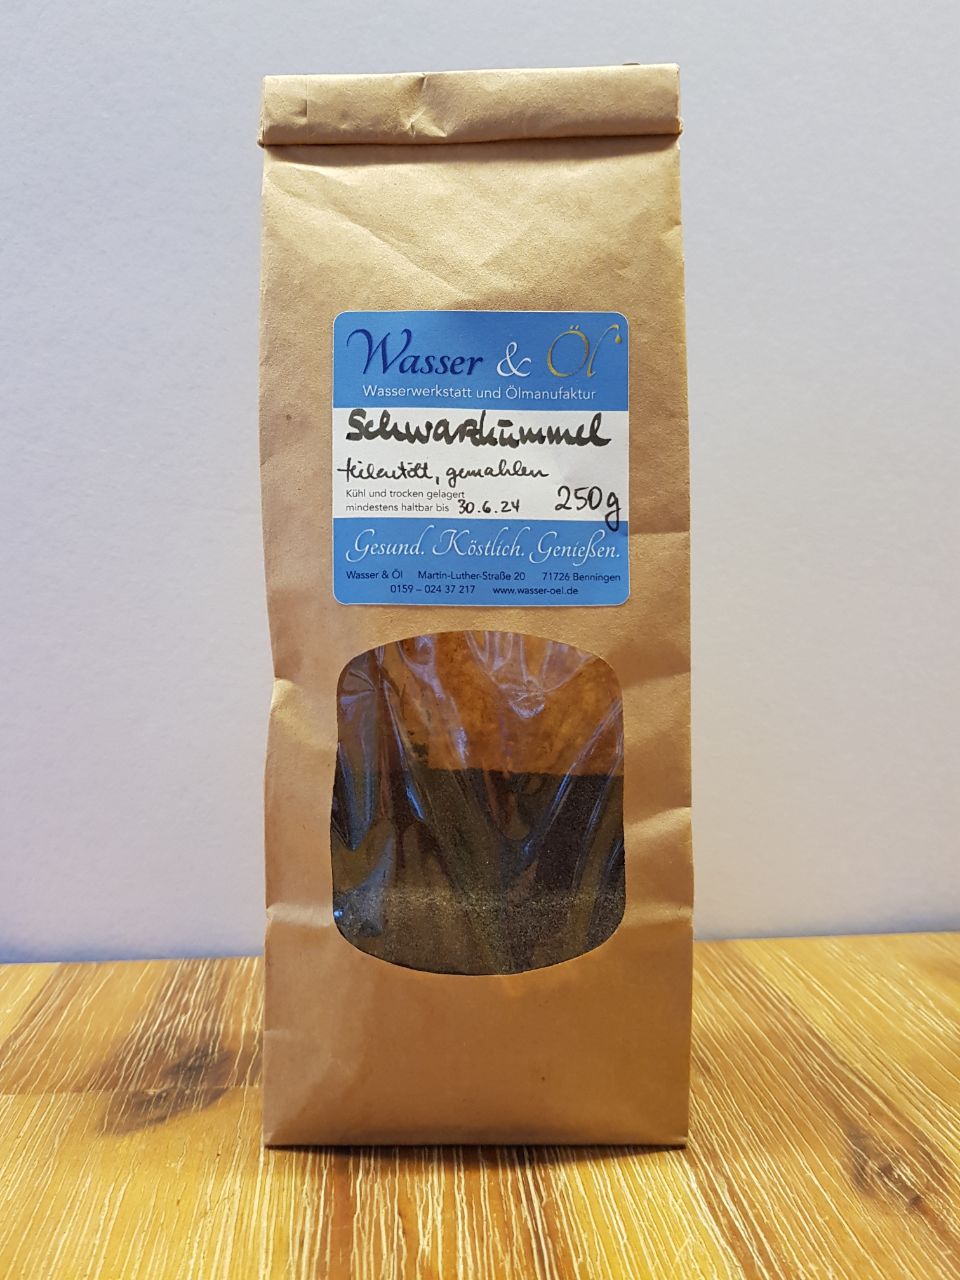 Wasser & Öl
Wasserwerkstatt und Ölmanufaktur
Schwarzkümmel
teilentölt, gemahlen
Kühl und trocken gelagert
mindestens haltbar bis 30.6.24 250g
Gesund. Köstlich. Genießen.
Wasser & Öl Martin-Luther-Straße 20 71726 Benningen
0159 – 024 37 217 www.wasser-oel.de